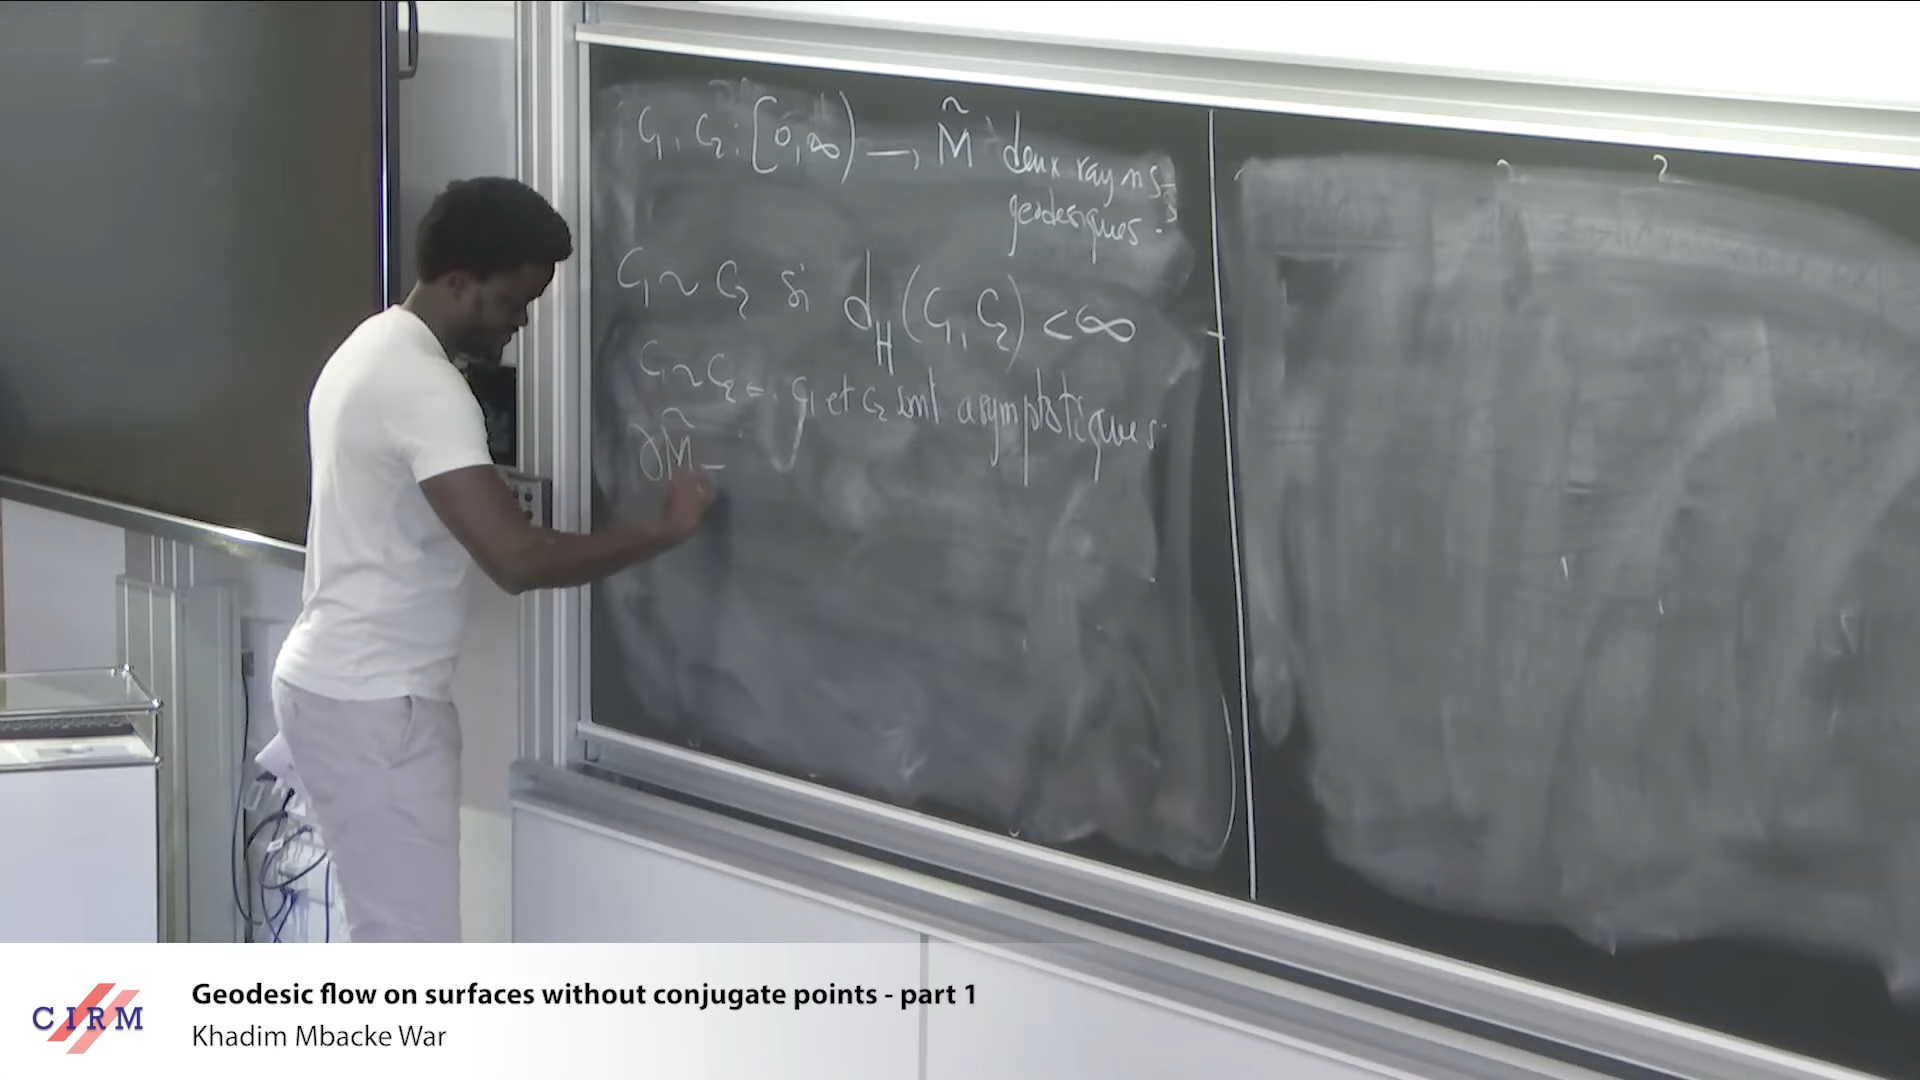 C₁, C₂ : [0, ∞) → M̃ deux rayons
géodesiques.
C₁ ~ C₂ si d_H(C₁, C₂) < ∞
C₁ ~ C₂ = C₁ et C₂ sont asymptotiques.
∂M̃ –
CIRM
Geodesic flow on surfaces without conjugate points - part 1
Khadim Mbacke War